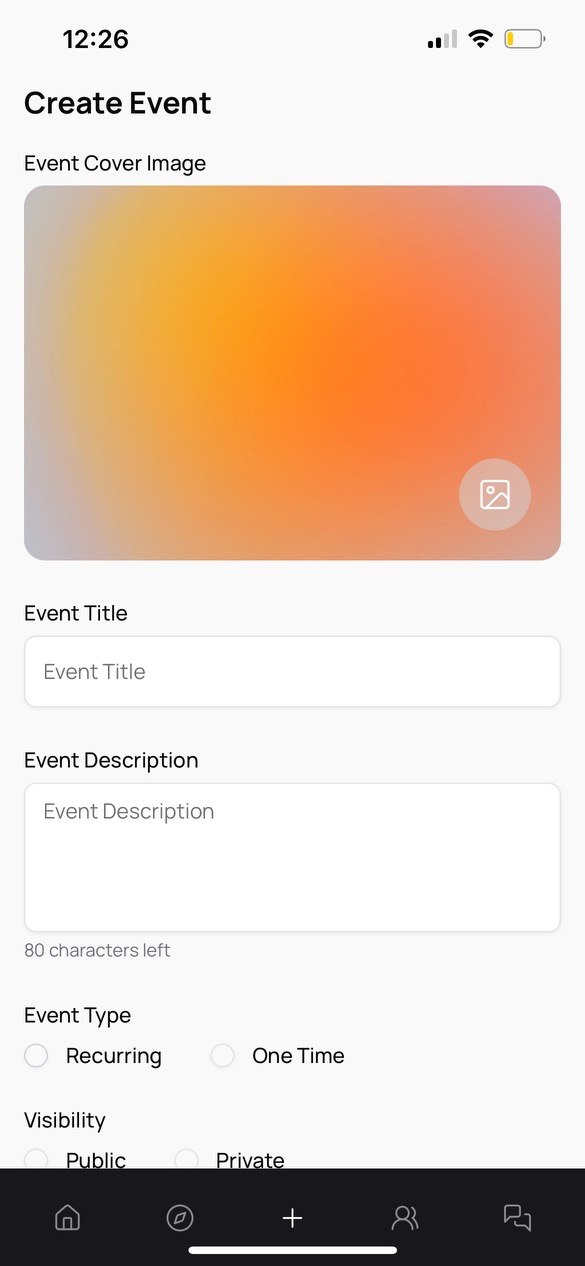 12:26
Create Event
Event Cover Image
Event Title
Event Title
Event Description
Event Description
80 characters left
Event Type
Recurring One Time
Visibility
Public Private